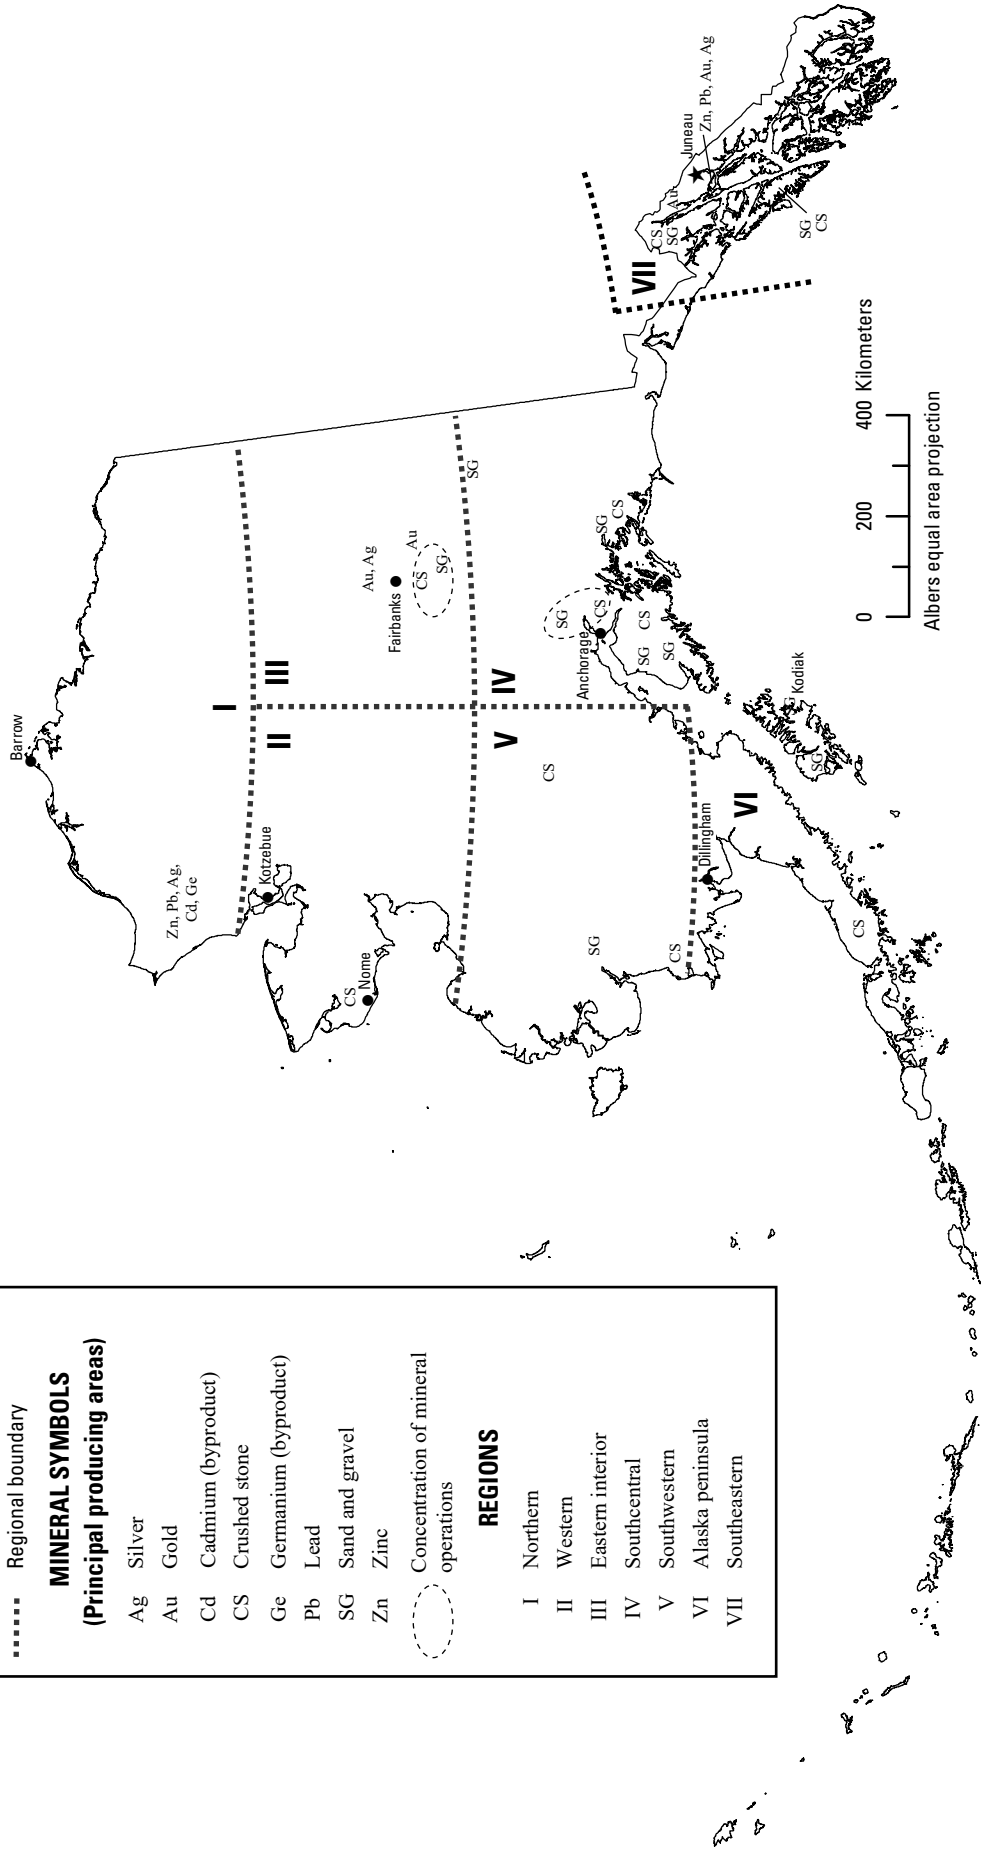 Regional boundary
MINERAL SYMBOLS
(Principal producing areas)
Ag Silver
Au Gold
Cd Cadmium (byproduct)
CS Crushed stone
Ge Germanium (byproduct)
Pb Lead
SG Sand and gravel
Zn Zinc
Concentration of mineral
operations
REGIONS
I Northern
II Western
III Eastern interior
IV Southcentral
V Southwestern
VI Alaska peninsula
VII Southeastern
Barrow
Zn, Pb, Ag,
Cd, Ge
I
Kotzebue
II
III
CS
Nome
Au, Ag
Fairbanks
Au
CS
SG
SG
V
IV
CS
SG
CS
SG
CS
Anchorage
SG
CS
SG
SG
CS
Dillingham
VI
SG
Kodiak
SG
CS
VII
CS
SG
Au
Juneau
Zn, Pb, Au, Ag
SG
CS
0 200 400 Kilometers
Albers equal area projection